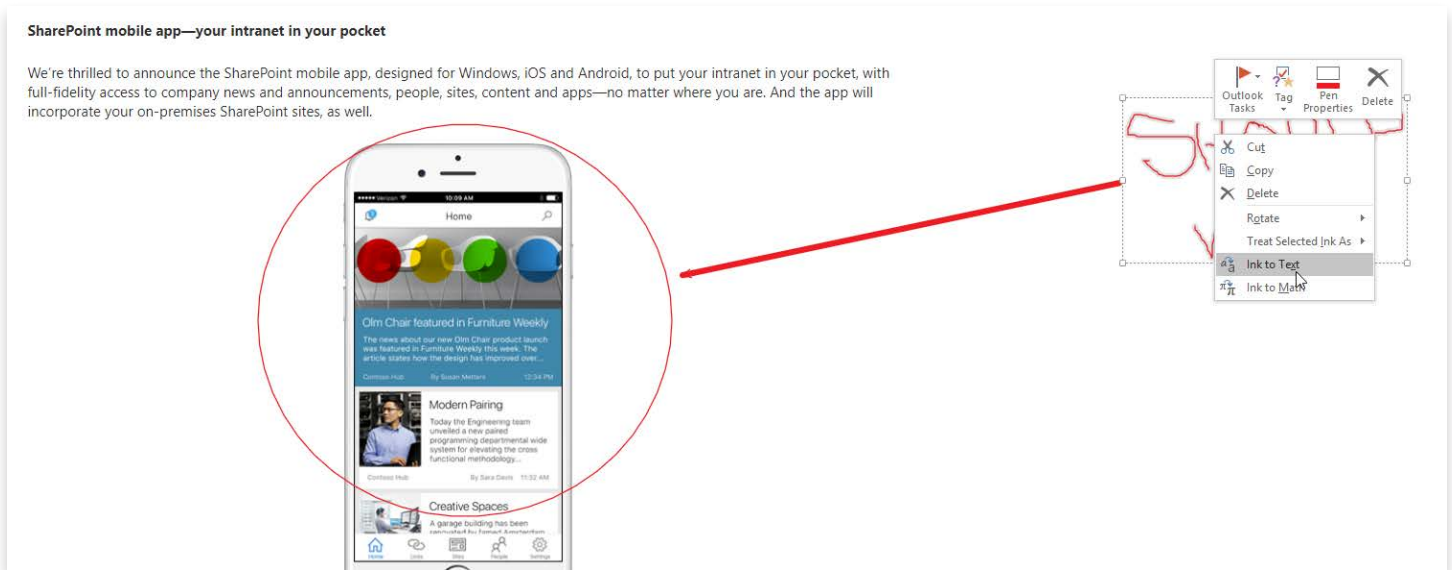 SharePoint mobile app—your intranet in your pocket
We're thrilled to announce the SharePoint mobile app, designed for Windows, iOS and Android, to put your intranet in your pocket, with
full-fidelity access to company news and announcements, people, sites, content and apps—no matter where you are. And the app will
incorporate your on-premises SharePoint sites, as well.
Outlook Tasks
Tag
Pen Properties
Delete
Cut
Copy
Delete
Rotate
Treat Selected Ink As
Ink to Text
Ink to Math
Verizon 10:09 AM
Home
Olm Chair featured in Furniture Weekly
The news about our new Olm Chair product launch
was featured in Furniture Weekly this week. The
article states how the design has improved over...
Contoso Hub By Susan Metters 12:34 PM
Modern Pairing
Today the Engineering team
unveiled a new paired
programming departmental wide
system for elevating the cross
functional methodology...
Contoso Hub By Sara Davis 11:32 AM
Creative Spaces
A garage building has been
renovated by famed Amsterdam
Home Links Sites People Settings